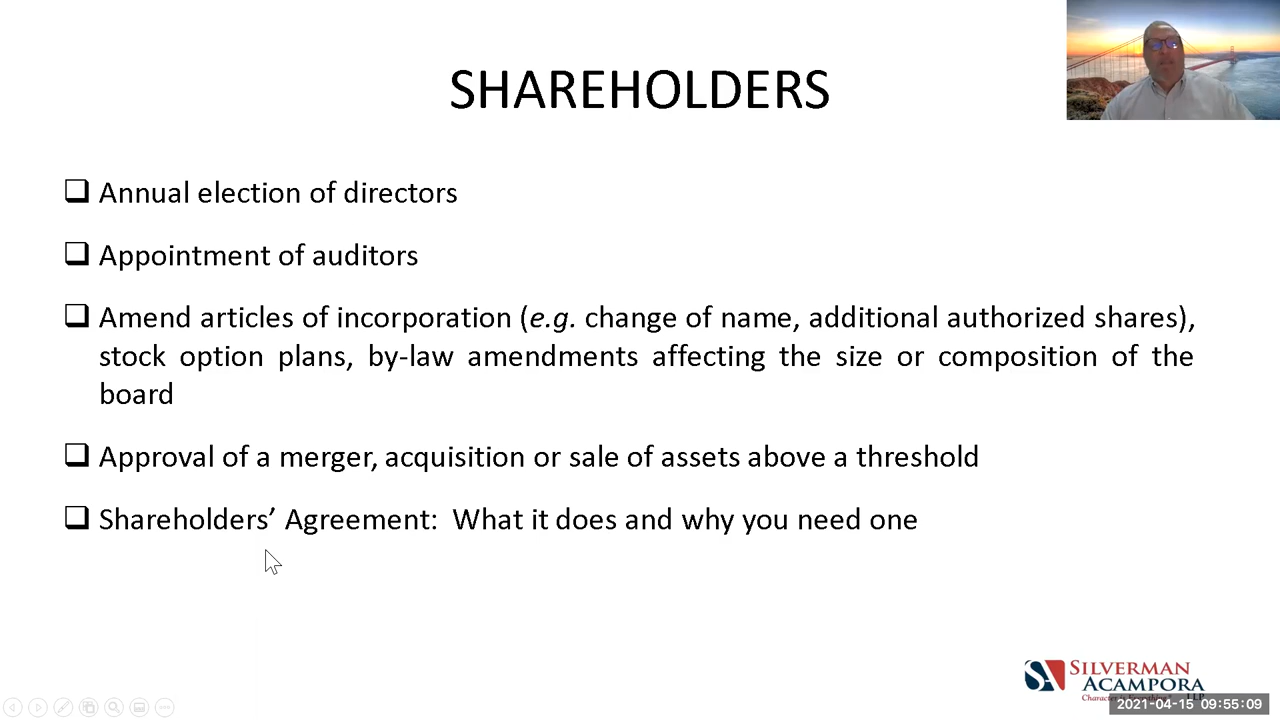 SHAREHOLDERS
❑ Annual election of directors
❑ Appointment of auditors
❑ Amend articles of incorporation (e.g. change of name, additional authorized shares),
stock option plans, by-law amendments affecting the size or composition of the
board
❑ Approval of a merger, acquisition or sale of assets above a threshold
❑ Shareholders’ Agreement: What it does and why you need one
SILVERMAN
ACAMPORA
LLP
2021-04-15 09:55:09